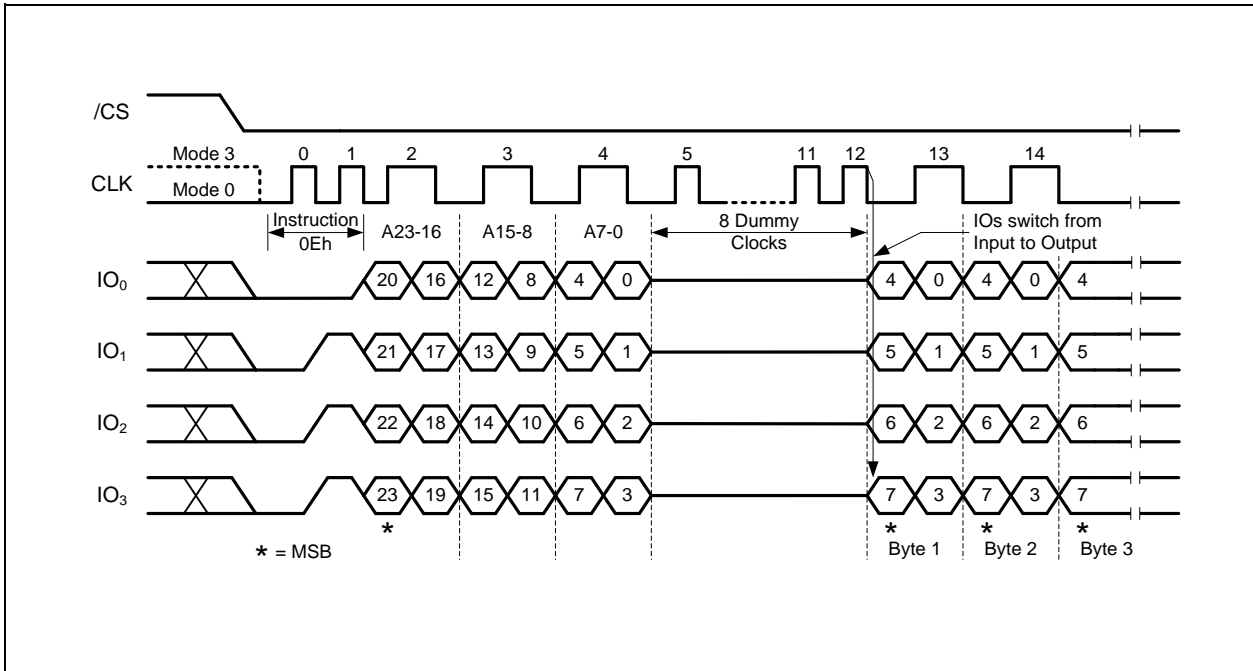 /CS
Mode 3 0 1 2 3 4 5 11 12 13 14
CLK Mode 0
Instruction A23-16 A15-8 A7-0 8 Dummy IOs switch from
0Eh Clocks Input to Output
IO₀ 20 16 12 8 4 0 4 0 4 0 4
IO₁ 21 17 13 9 5 1 5 1 5 1 5
IO₂ 22 18 14 10 6 2 6 2 6 2 6
IO₃ 23 19 15 11 7 3 7 3 7 3 7
* * * *
* = MSB Byte 1 Byte 2 Byte 3